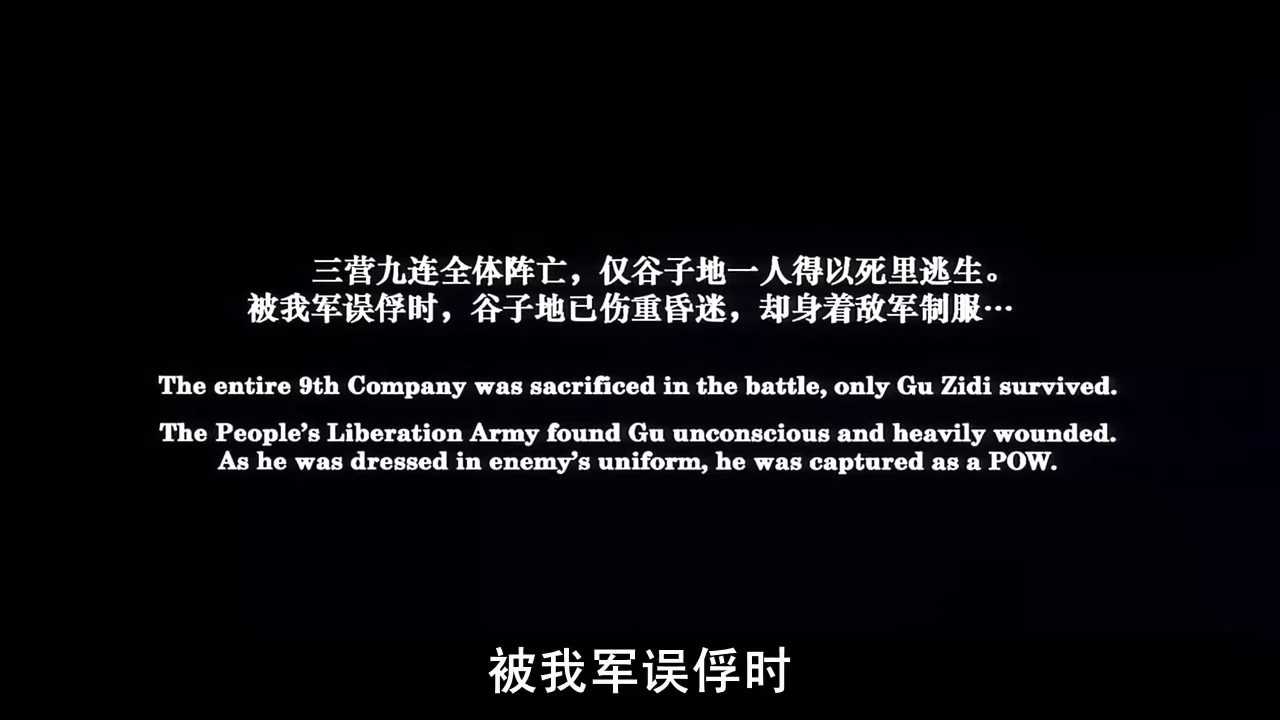 三营九连全体阵亡，仅谷子地一人得以死里逃生。
被我军误俘时，谷子地已伤重昏迷，却身着敌军制服…
The entire 9th Company was sacrificed in the battle, only Gu Zidi survived.
The People's Liberation Army found Gu unconscious and heavily wounded.
As he was dressed in enemy's uniform, he was captured as a POW.
被我军误俘时